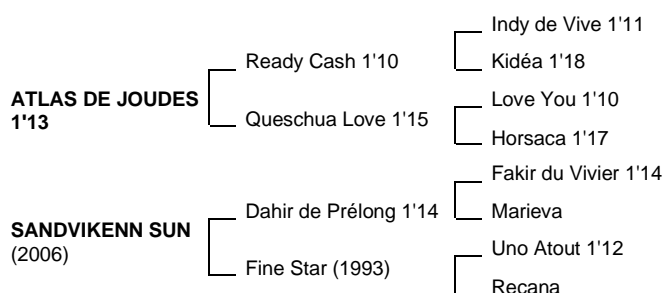 Indy de Vive 1'11
Ready Cash 1'10
Kidéa 1'18
ATLAS DE JOUDES
1'13
Love You 1'10
Queschua Love 1'15
Horsaca 1'17
Fakir du Vivier 1'14
Dahir de Prélong 1'14
Marieva
SANDVIKENN SUN
(2006)
Uno Atout 1'12
Fine Star (1993)
Recana